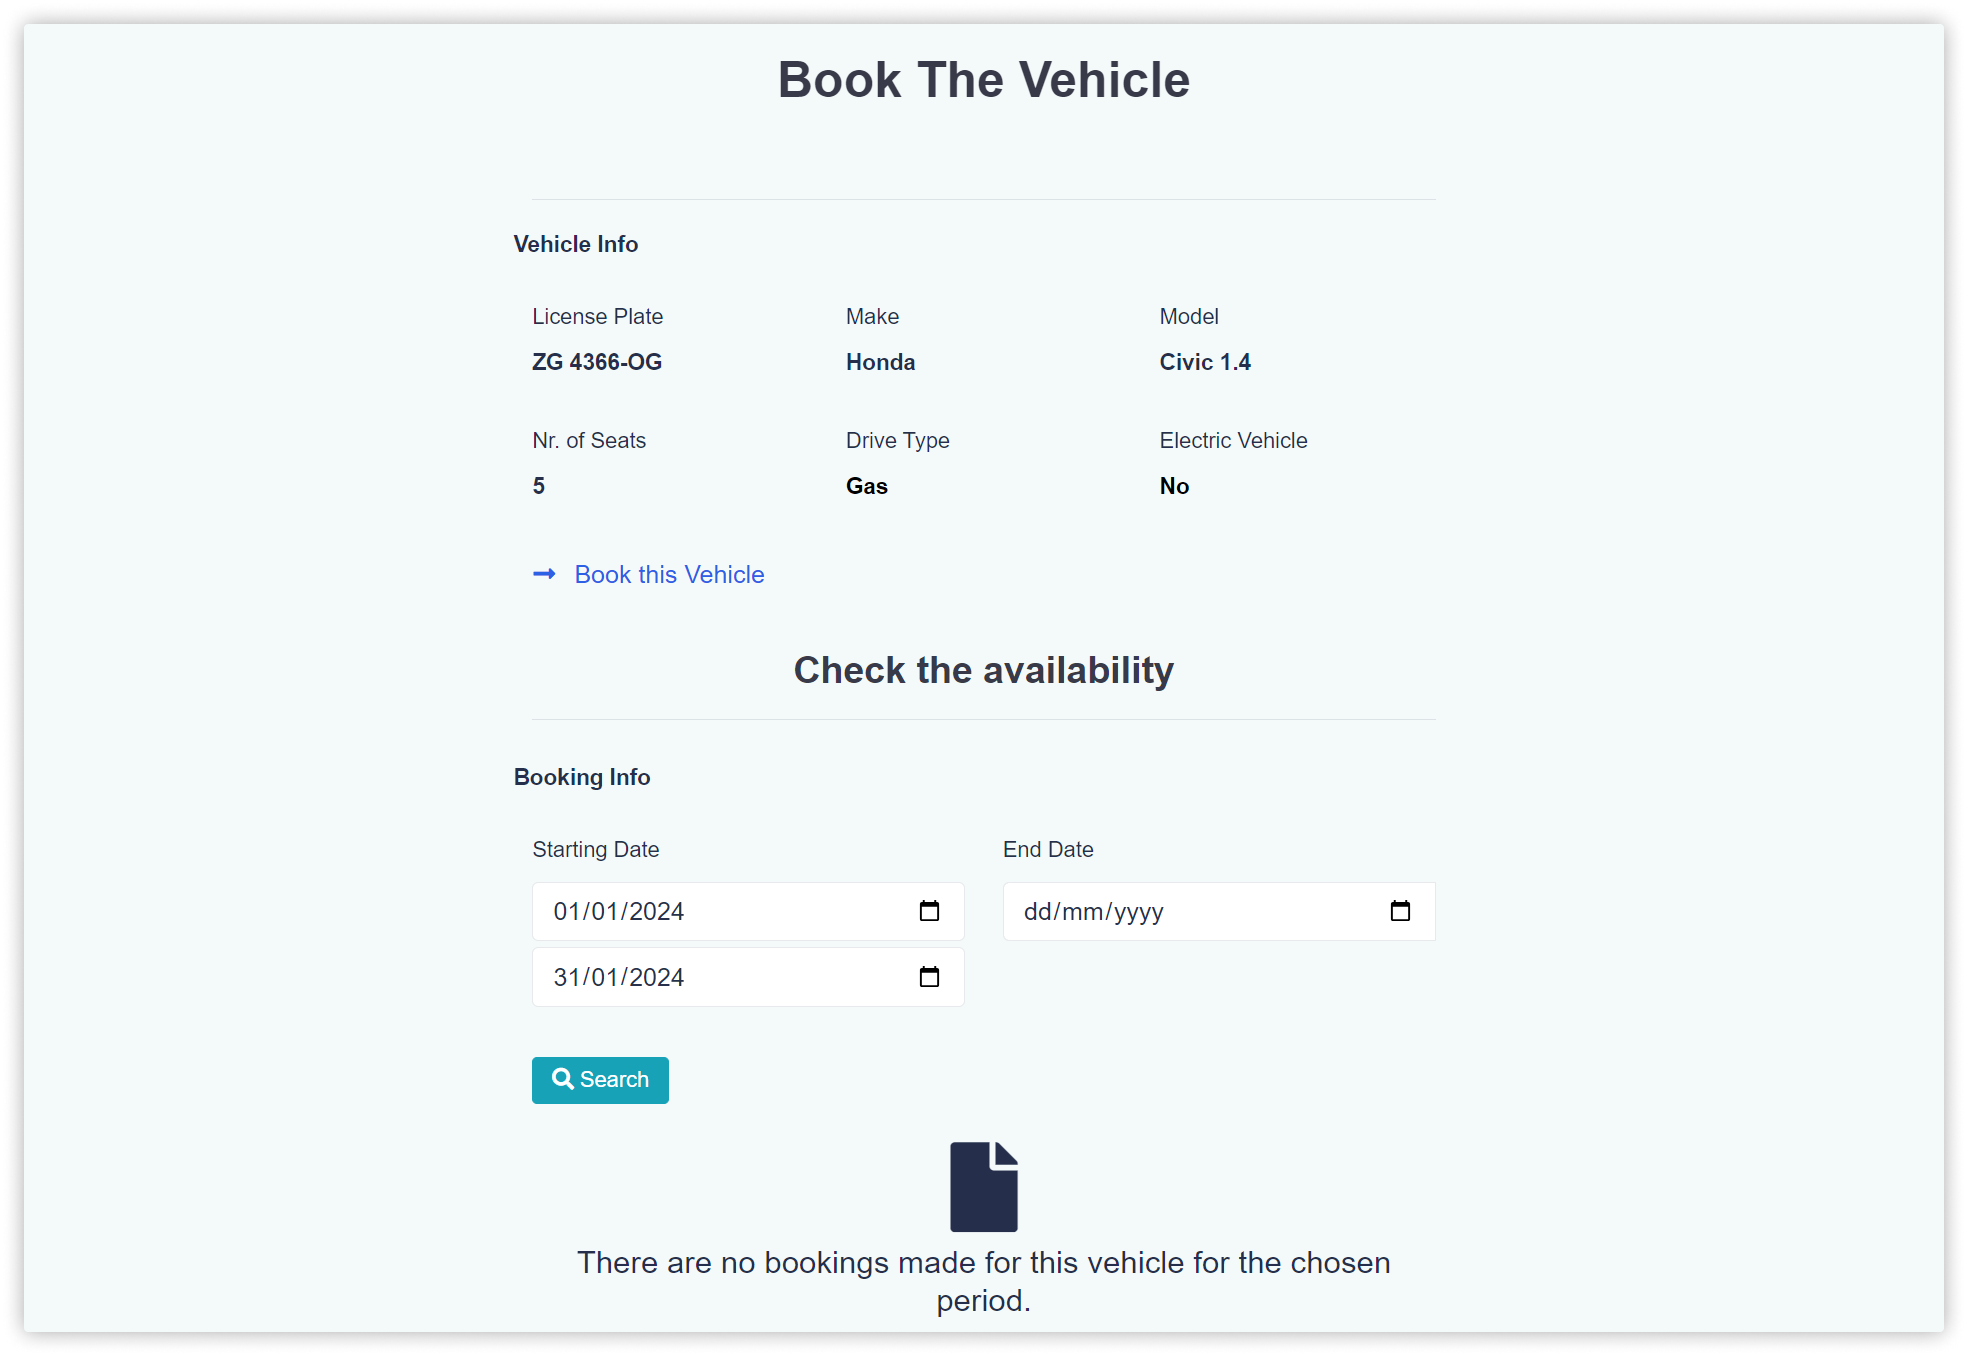 Book The Vehicle
Vehicle Info
License Plate Make Model
ZG 4366-OG Honda Civic 1.4
Nr. of Seats Drive Type Electric Vehicle
5 Gas No
Book this Vehicle
Check the availability
Booking Info
Starting Date End Date
01/01/2024 dd/mm/yyyy
31/01/2024
Search
There are no bookings made for this vehicle for the chosen
period.